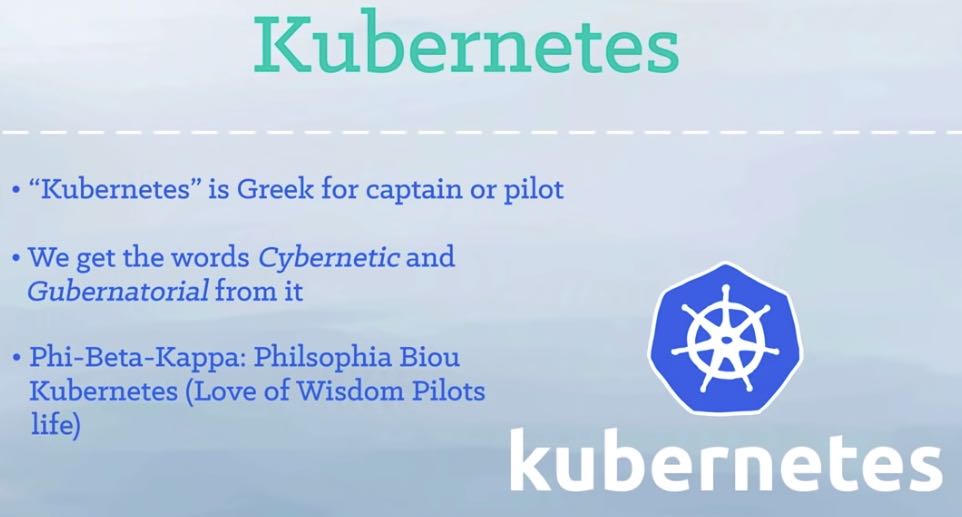 Kubernetes
• “Kubernetes” is Greek for captain or pilot
• We get the words Cybernetic and
Gubernatorial from it
• Phi-Beta-Kappa: Philsophia Biou
Kubernetes (Love of Wisdom Pilots
life)
kubernetes